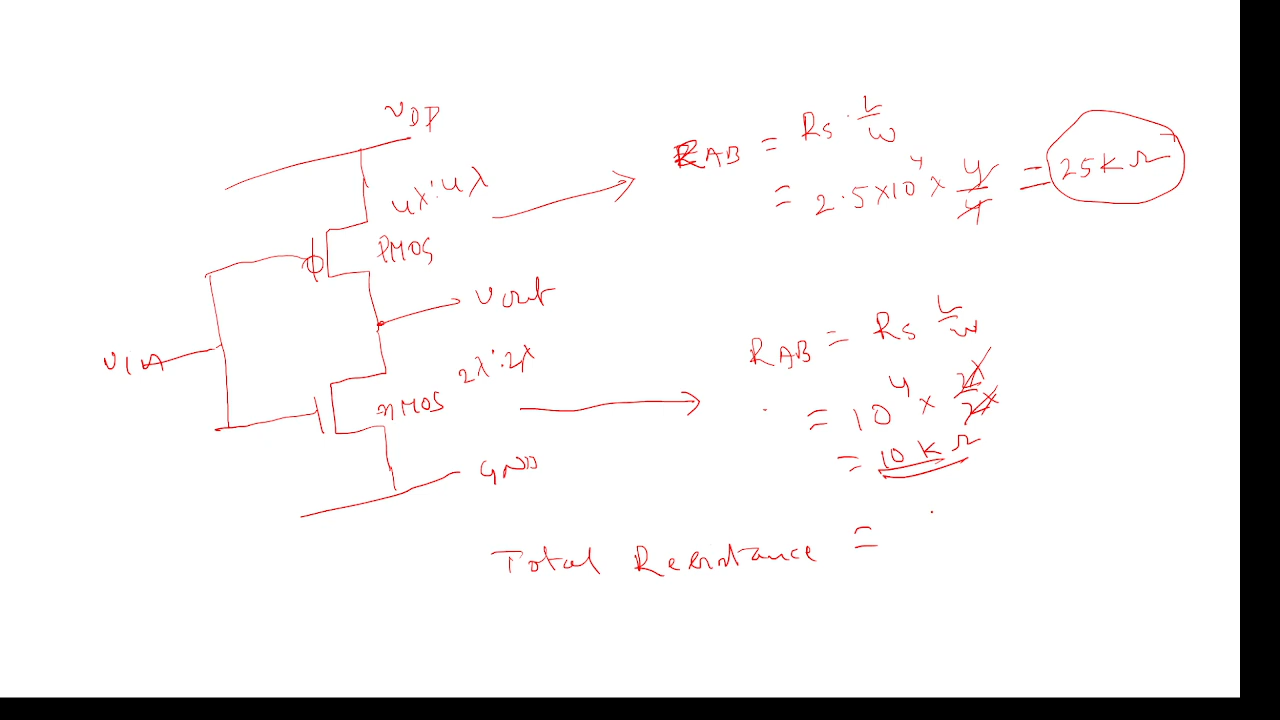 VDD
4λ:4λ
PMOS
Vout
VIN
2λ:2λ
nMOS
GND
RAB = Rs · L/W
= 2.5×10⁴ × 4/4 = 25KΩ
RAB = Rs L/W
= 10⁴ × 2λ/2λ
= 10 KΩ
Total Resistance =